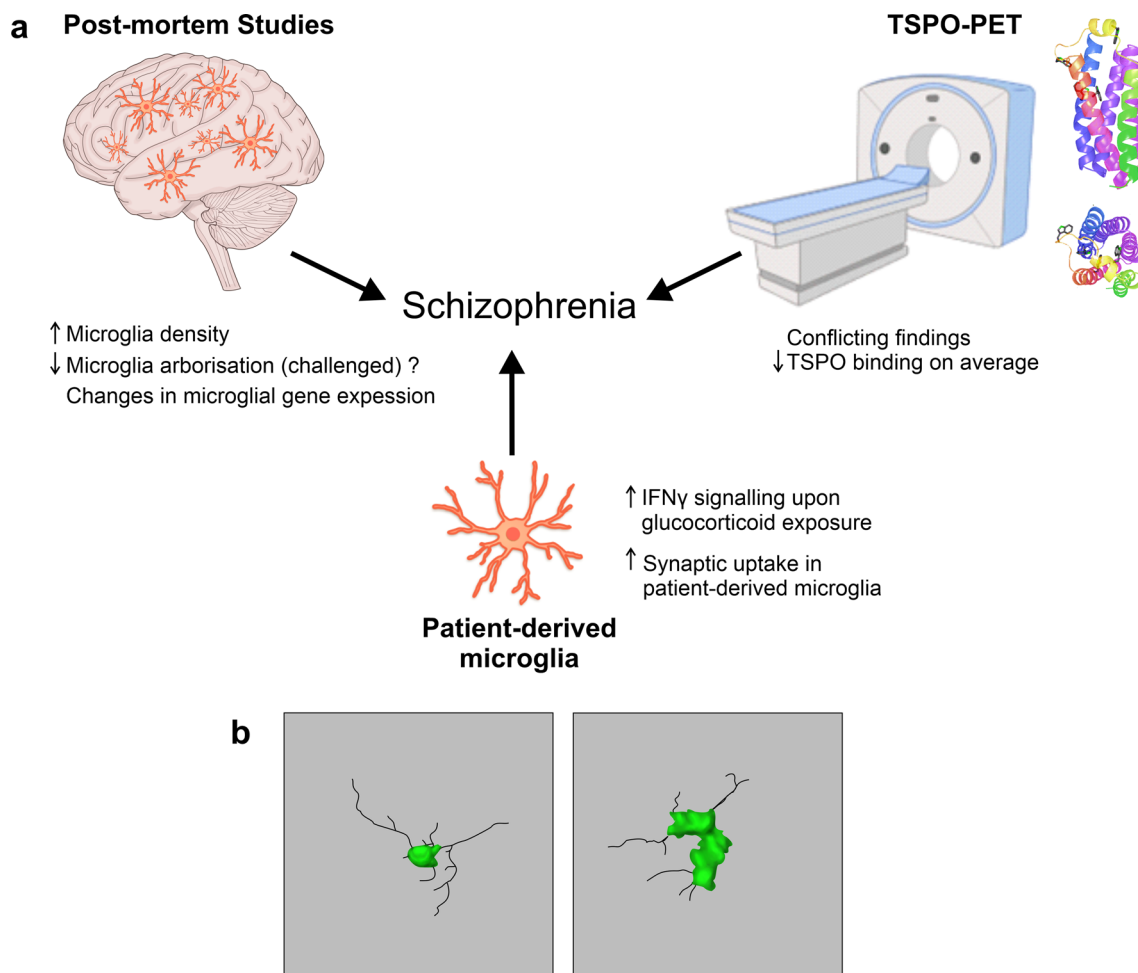 a
Post-mortem Studies
TSPO-PET
Schizophrenia
↑ Microglia density
↓ Microglia arborisation (challenged) ?
Changes in microglial gene expession
Conflicting findings
↓ TSPO binding on average
↑ IFNγ signalling upon
glucocorticoid exposure
↑ Synaptic uptake in
patient-derived microglia
Patient-derived
microglia
b